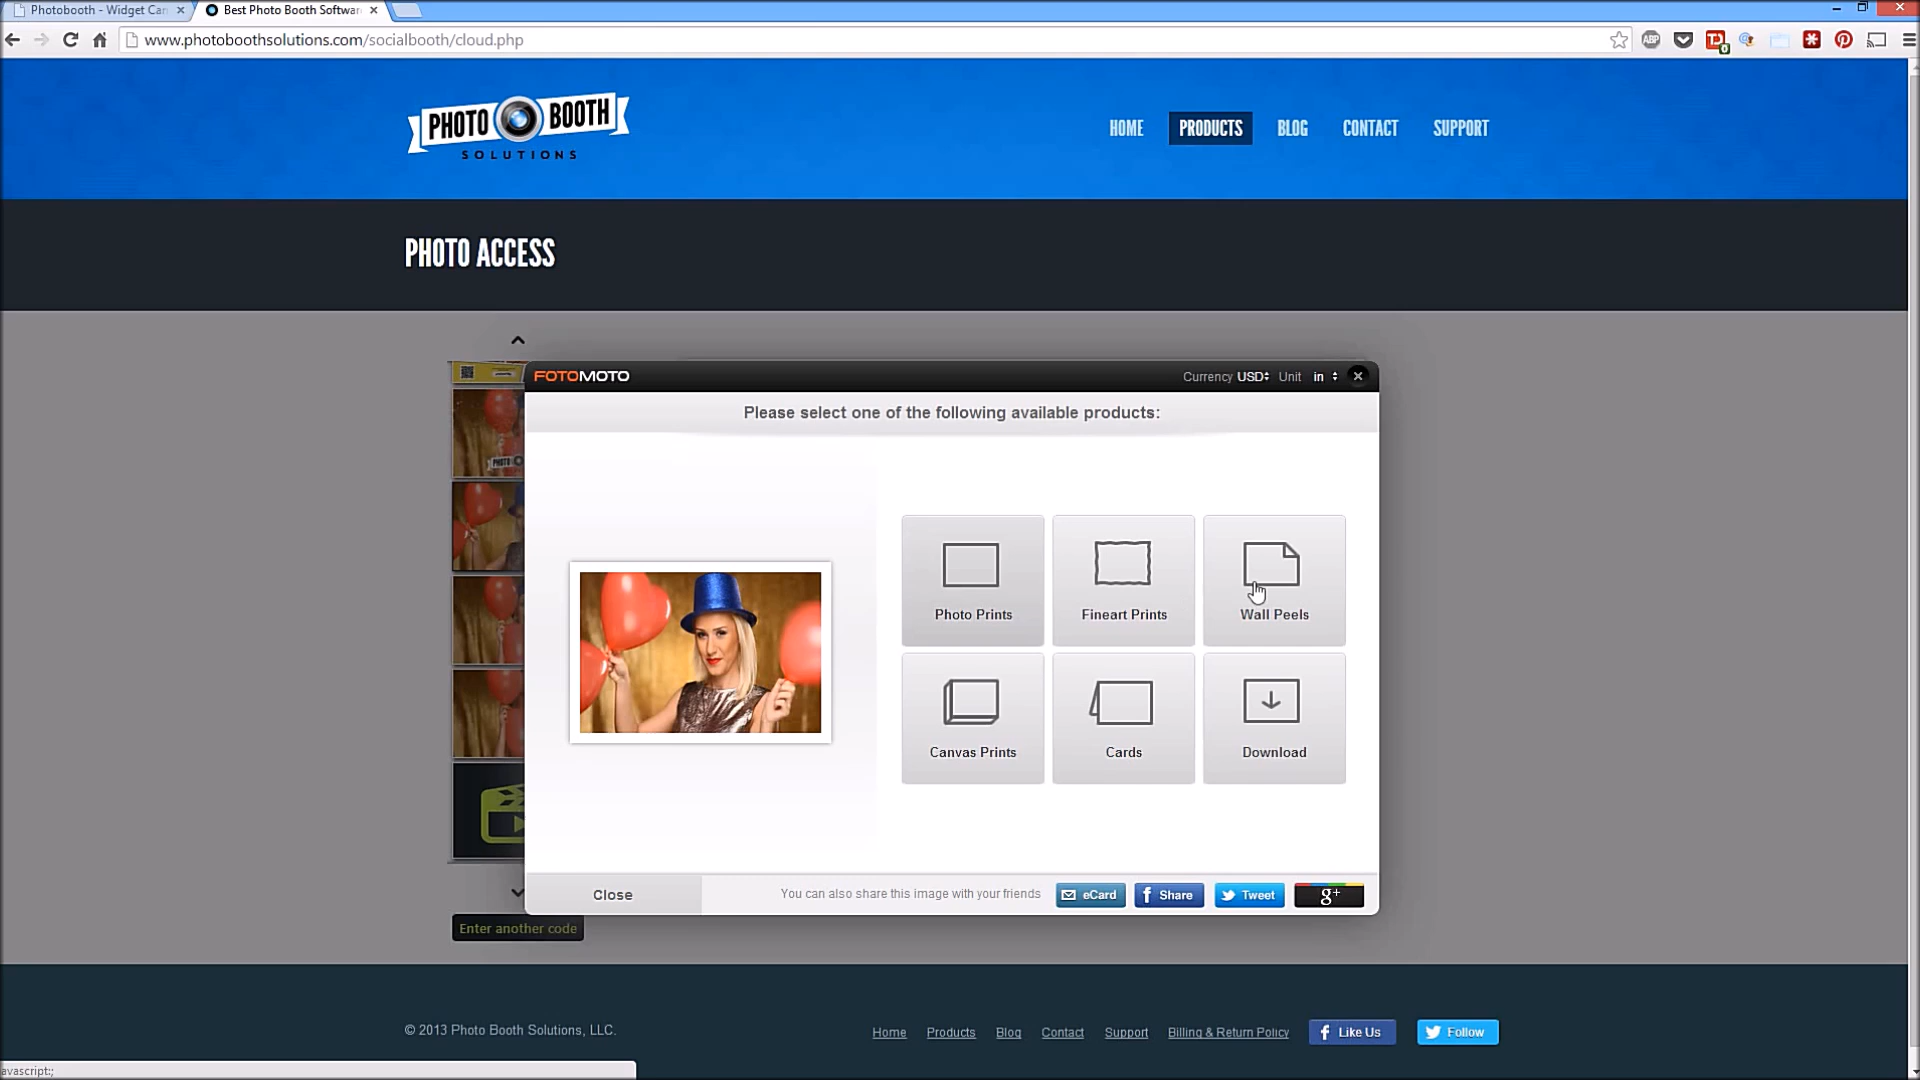 Photobooth - Widget Car
Best Photo Booth Softwar
www.photoboothsolutions.com/socialbooth/cloud.php
ABP
0
PHOTO BOOTH
SOLUTIONS
HOME
PRODUCTS
BLOG
CONTACT
SUPPORT
PHOTO ACCESS
FOTOMOTO
Currency USD
Unit in
Please select one of the following available products:
Photo Prints
Fineart Prints
Wall Peels
Canvas Prints
Cards
Download
Close
You can also share this image with your friends
eCard
Share
Tweet
g+
Enter another code
© 2013 Photo Booth Solutions, LLC.
Home
Products
Blog
Contact
Support
Billing & Return Policy
Like Us
Follow
avascript:;